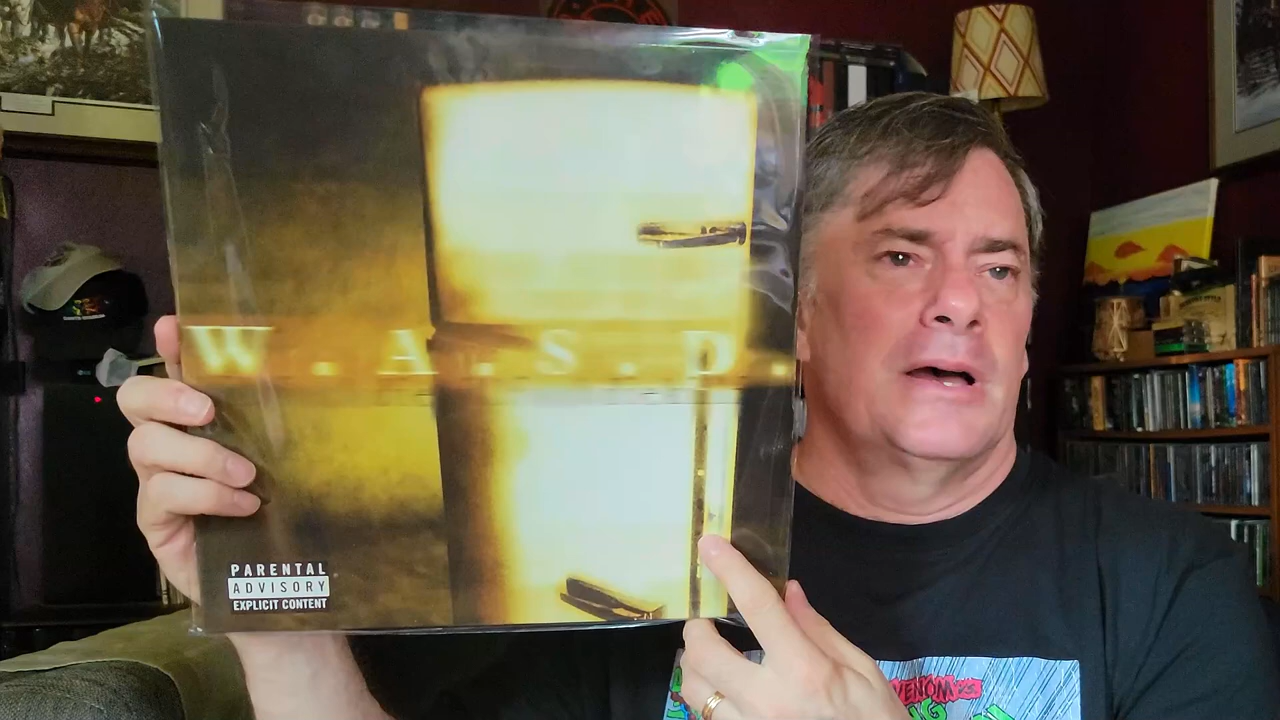 W.A.S.P.
PARENTAL
ADVISORY
EXPLICIT CONTENT
VENOM